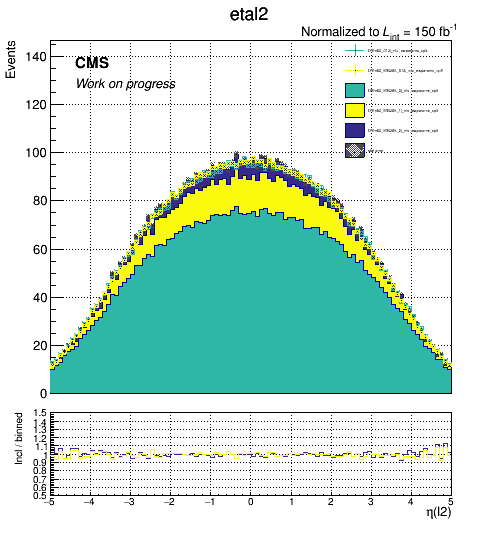 etal2
Normalized to Lint = 150 fb-1
Events
CMS
Work on progress
140
120
100
80
60
40
20
0
Incl / binned
1.5
1.4
1.3
1.2
1.1
1
0.9
0.8
0.7
0.6
0.5
−5 −4 −3 −2 −1 0 1 2 3 4 5
η(l2)